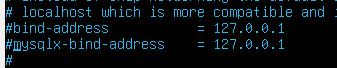 # localhost which is more compatible and i
#bind-address = 127.0.0.1
#mysqlx-bind-address = 127.0.0.1
#